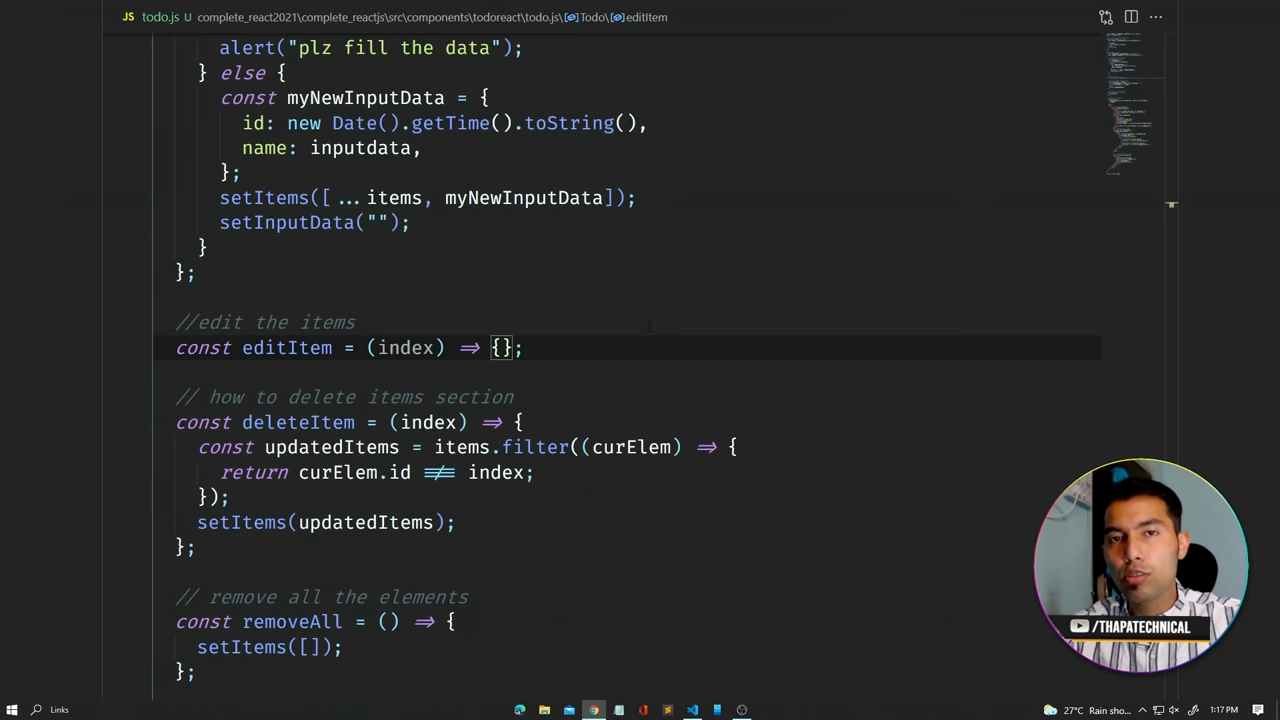 JS todo.js U complete_react2021\complete_reactjs\src\components\todoreact\todo.js\Todo\editItem
alert("plz fill the data");
} else {
const myNewInputData = {
id: new Date().getTime().toString(),
name: inputdata,
};
setItems([...items, myNewInputData]);
setInputData("");
}
};
//edit the items
const editItem = (index) => {};
// how to delete items section
const deleteItem = (index) => {
const updatedItems = items.filter((curElem) => {
return curElem.id !== index;
});
setItems(updatedItems);
};
// remove all the elements
const removeAll = () => {
setItems([]);
};
/THAPATECHNICAL
Links
27°C Rain sho... 1:17 PM